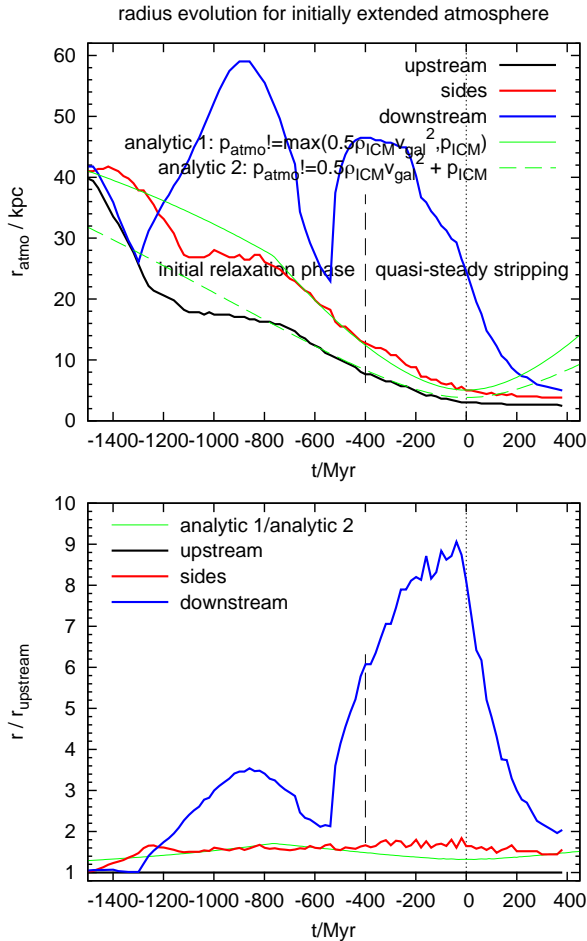 radius evolution for initially extended atmosphere
60
50
40
30
20
10
0
r_atmo / kpc
upstream
sides
downstream
analytic 1: p_atmo!=max(0.5ρ_ICM v_gal^2,p_ICM)
analytic 2: p_atmo!=0.5ρ_ICM v_gal^2 + p_ICM
initial relaxation phase
quasi-steady stripping
-1400 -1200 -1000 -800 -600 -400 -200 0 200 400
t/Myr
10
9
8
7
6
5
4
3
2
1
r / r_upstream
analytic 1/analytic 2
upstream
sides
downstream
-1400 -1200 -1000 -800 -600 -400 -200 0 200 400
t/Myr